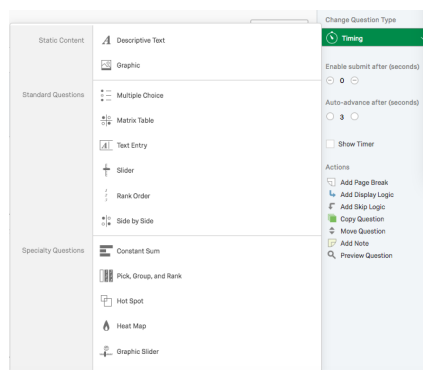 Change Question Type
Timing
Static Content
Descriptive Text
Graphic
Enable submit after (seconds)
0
Standard Questions
Multiple Choice
Matrix Table
Text Entry
Slider
Rank Order
Side by Side
Auto-advance after (seconds)
3
Show Timer
Actions
Add Page Break
Add Display Logic
Add Skip Logic
Copy Question
Move Question
Add Note
Preview Question
Specialty Questions
Constant Sum
Pick, Group, and Rank
Hot Spot
Heat Map
Graphic Slider